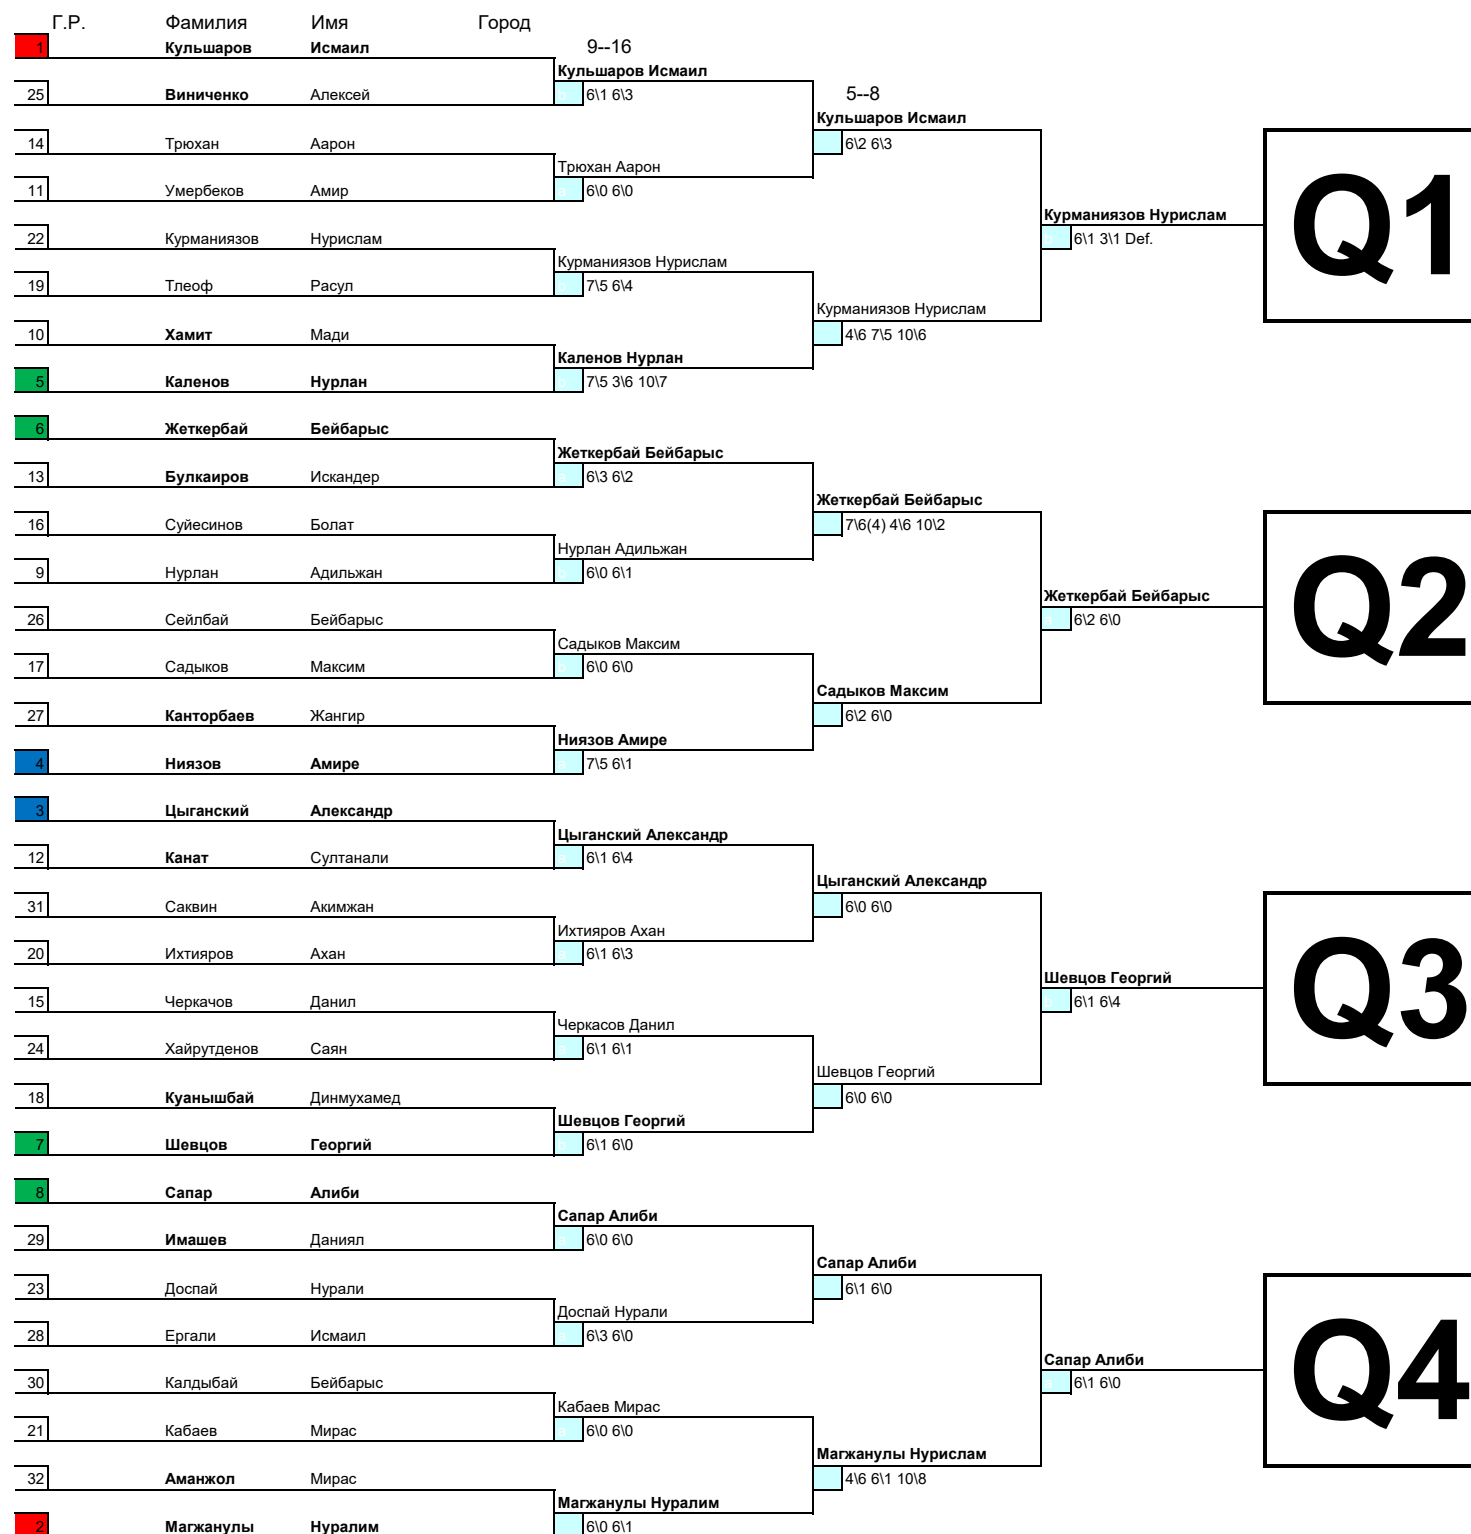 Г.Р. Фамилия Имя Город
1 Кульшаров Исмаил 9--16
Кульшаров Исмаил
25 Виниченко Алексей 6\1 6\3 5--8
Кульшаров Исмаил
14 Трюхан Аарон 6\2 6\3
Трюхан Аарон
11 Умербеков Амир 6\0 6\0
Q1
Курманиязов Нурислам
22 Курманиязов Нурислам 6\1 3\1 Def.
Курманиязов Нурислам
19 Тлеоф Расул 7\5 6\4
Курманиязов Нурислам
10 Хамит Мади 4\6 7\5 10\6
Каленов Нурлан
5 Каленов Нурлан 7\5 3\6 10\7
6 Жеткербай Бейбарыс
Жеткербай Бейбарыс
13 Булкаиров Искандер 6\3 6\2
Жеткербай Бейбарыс
16 Суйесинов Болат 7\6(4) 4\6 10\2
Нурлан Адильжан
9 Нурлан Адильжан 6\0 6\1
Q2
Жеткербай Бейбарыс
26 Сейлбай Бейбарыс 6\2 6\0
Садыков Максим
17 Садыков Максим 6\0 6\0
Садыков Максим
27 Канторбаев Жангир 6\2 6\0
Ниязов Амире
4 Ниязов Амире 7\5 6\1
3 Цыганский Александр
Цыганский Александр
12 Канат Султанали 6\1 6\4
Цыганский Александр
31 Саквин Акимжан 6\0 6\0
Ихтияров Ахан
20 Ихтияров Ахан 6\1 6\3
Q3
Шевцов Георгий
15 Черкачов Данил 6\1 6\4
Черкасов Данил
24 Хайрутденов Саян 6\1 6\1
Шевцов Георгий
18 Куанышбай Динмухамед 6\0 6\0
Шевцов Георгий
7 Шевцов Георгий 6\1 6\0
8 Сапар Алиби
Сапар Алиби
29 Имашев Даниял 6\0 6\0
Сапар Алиби
23 Доспай Нурали 6\1 6\0
Доспай Нурали
28 Ергали Исмаил 6\3 6\0
Q4
Сапар Алиби
30 Калдыбай Бейбарыс 6\1 6\0
Кабаев Мирас
21 Кабаев Мирас 6\0 6\0
Магжанулы Нурислам
32 Аманжол Мирас 4\6 6\1 10\8
Магжанулы Нуралим
2 Магжанулы Нуралим 6\0 6\1